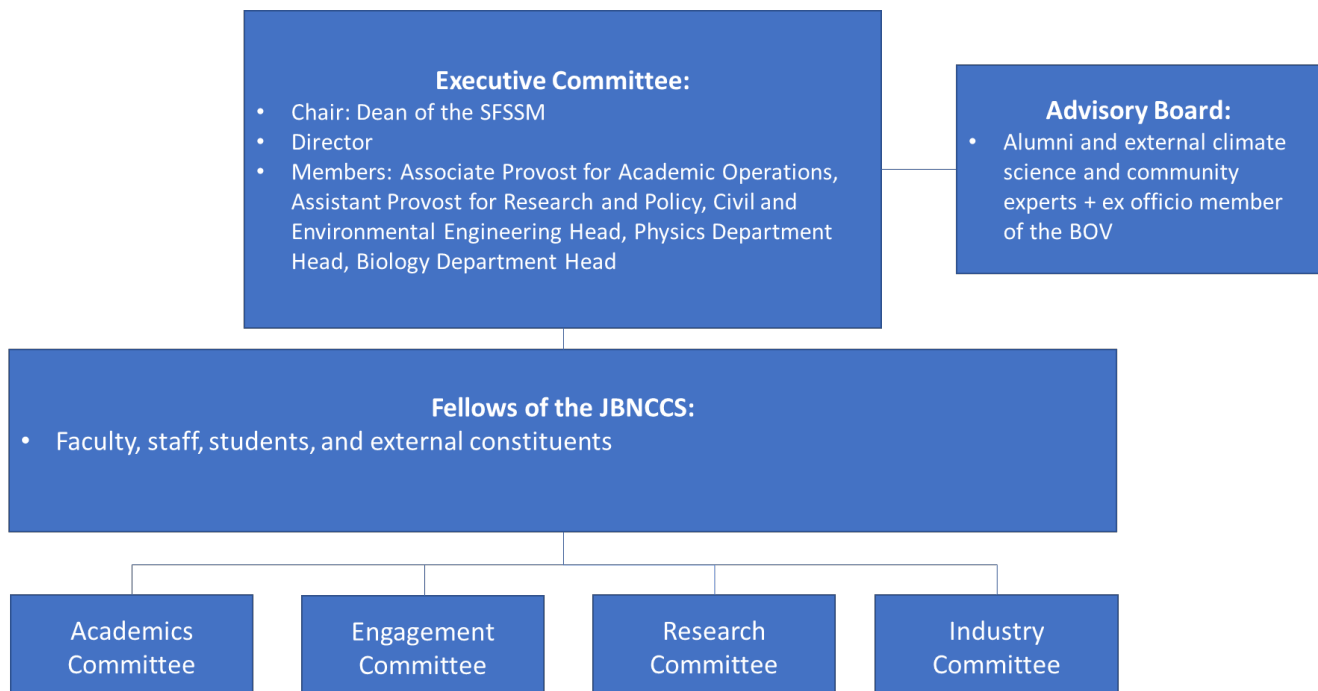 Executive Committee:
• Chair: Dean of the SFSSM
• Director
• Members: Associate Provost for Academic Operations,
Assistant Provost for Research and Policy, Civil and
Environmental Engineering Head, Physics Department
Head, Biology Department Head
Advisory Board:
• Alumni and external climate
science and community
experts + ex officio member
of the BOV
Fellows of the JBNCCS:
• Faculty, staff, students, and external constituents
Academics
Committee
Engagement
Committee
Research
Committee
Industry
Committee